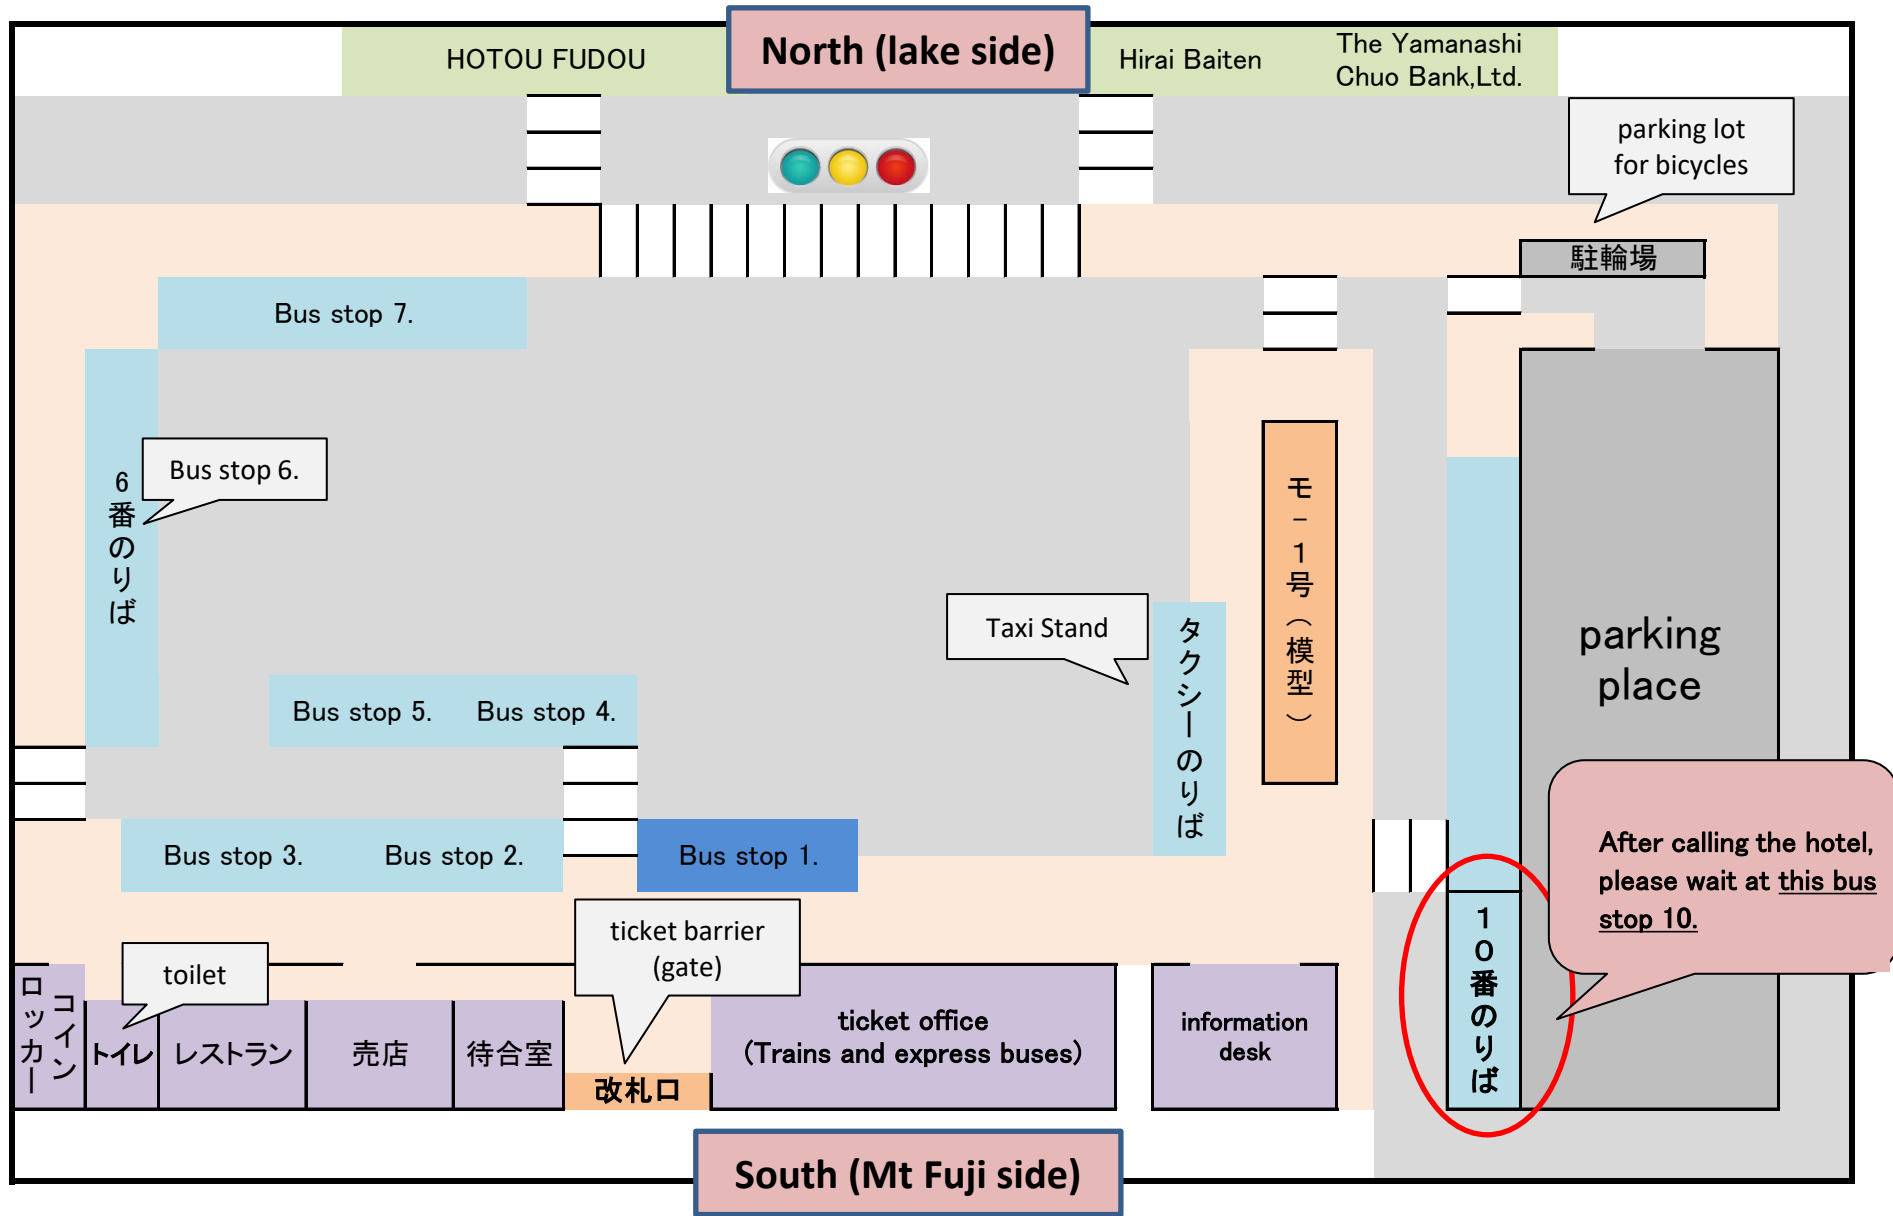 North (lake side)
HOTOU FUDOU
Hirai Baiten
The Yamanashi
Chuo Bank,Ltd.
parking lot
for bicycles
駐輪場
Bus stop 7.
6番のりば
Bus stop 6.
モ-1号(模型)
Taxi Stand
タクシーのりば
parking
place
Bus stop 5.
Bus stop 4.
Bus stop 3.
Bus stop 2.
Bus stop 1.
After calling the hotel,
please wait at this bus
stop 10.
10番のりば
ticket barrier
(gate)
toilet
コイン
ロッカー
トイレ
レストラン
売店
待合室
改札口
ticket office
(Trains and express buses)
information
desk
South (Mt Fuji side)